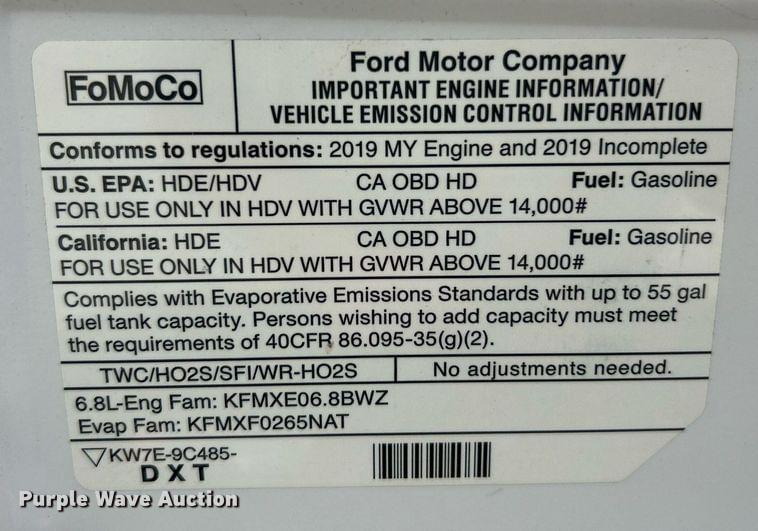 FoMoCo
Ford Motor Company
IMPORTANT ENGINE INFORMATION/
VEHICLE EMISSION CONTROL INFORMATION
Conforms to regulations: 2019 MY Engine and 2019 Incomplete
U.S. EPA: HDE/HDV CA OBD HD Fuel: Gasoline
FOR USE ONLY IN HDV WITH GVWR ABOVE 14,000#
California: HDE CA OBD HD Fuel: Gasoline
FOR USE ONLY IN HDV WITH GVWR ABOVE 14,000#
Complies with Evaporative Emissions Standards with up to 55 gal
fuel tank capacity. Persons wishing to add capacity must meet
the requirements of 40CFR 86.095-35(g)(2).
TWC/HO2S/SFI/WR-HO2S No adjustments needed.
6.8L-Eng Fam: KFMXE06.8BWZ
Evap Fam: KFMXF0265NAT
KW7E-9C485-
DXT
Purple Wave Auction